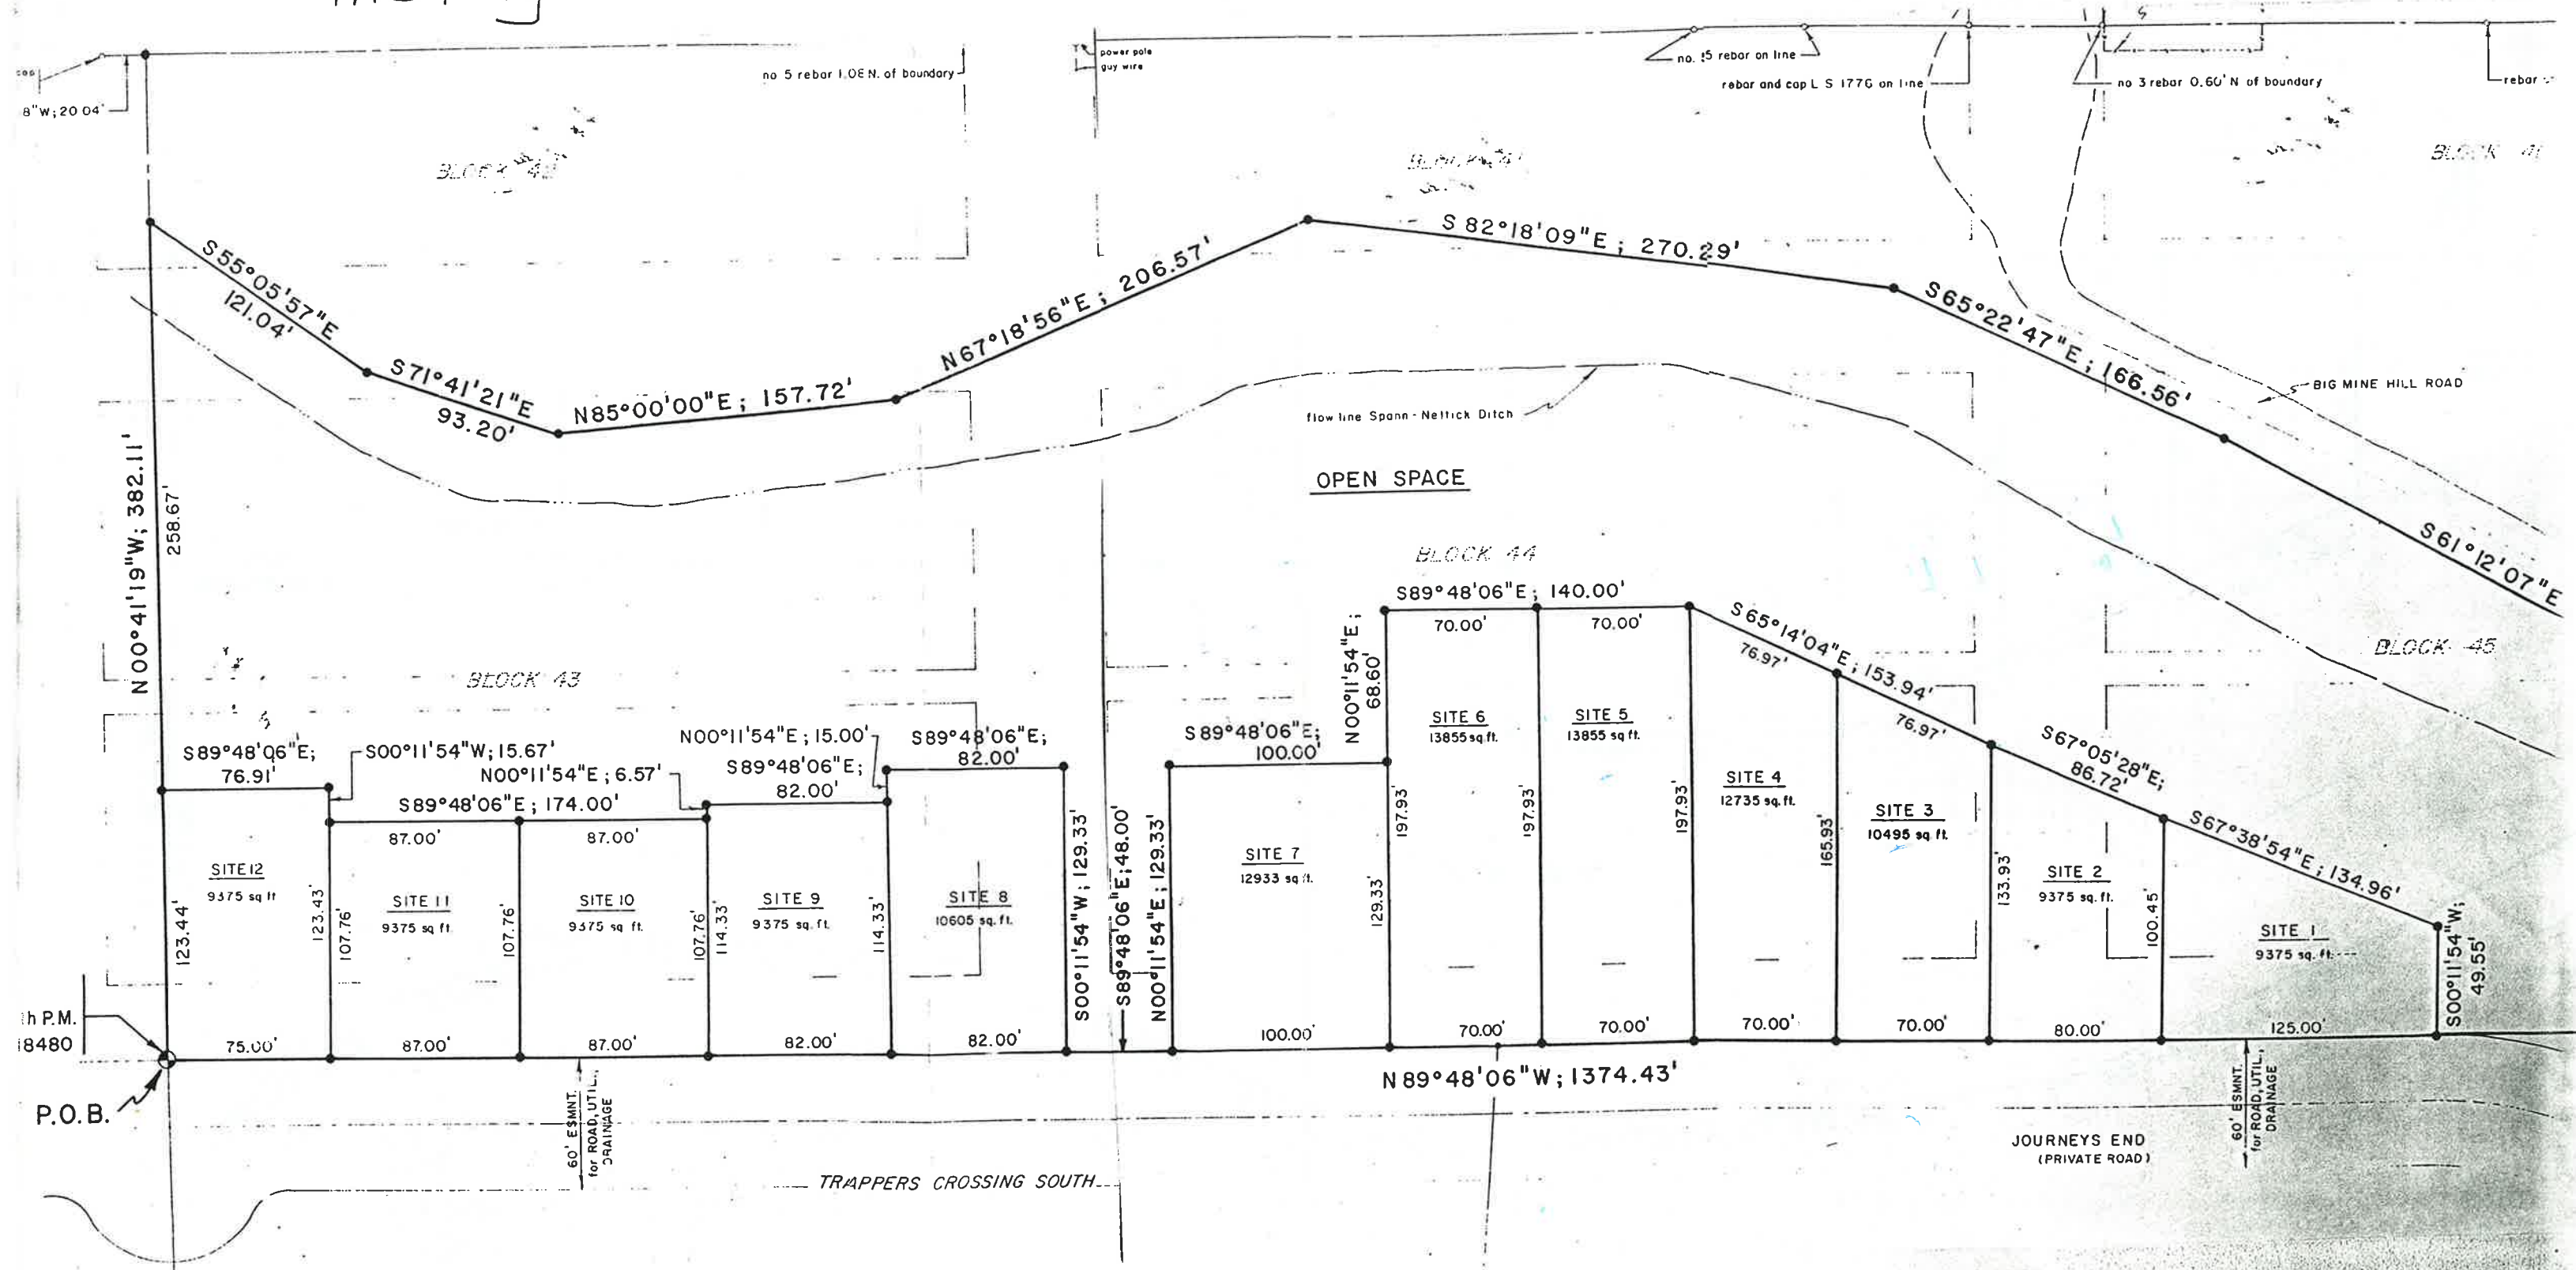 no 5 rebar 1.08 N. of boundary
power pole
guy wire
no. 5 rebar on line
rebar and cap L S 1776 on line
no 3 rebar 0.60' N of boundary
rebar
8"W; 20 04'
BLOCK 42
BLOCK 41
BLOCK
S55°05'57"E
121.04'
S71°41'21"E
93.20'
N85°00'00"E; 157.72'
N67°18'56"E; 206.57'
S 82°18'09"E; 270.29'
S65°22'47"E; 166.56'
S61°12'07"E
BIG MINE HILL ROAD
flow line Spann - Nettick Ditch
OPEN SPACE
N00°41'19"W; 382.11'
258.67'
BLOCK 43
BLOCK 44
BLOCK 45
S89°48'06"E; 140.00'
70.00'
70.00'
N00°11'54"E;
68.60'
S65°14'04"E; 153.94'
76.97'
76.97'
S67°05'28"E;
86.72'
S67°38'54"E; 134.96'
S89°48'06"E;
76.91'
S00°11'54"W; 15.67'
N00°11'54"E; 6.57'
S89°48'06"E; 174.00'
87.00'
87.00'
N00°11'54"E; 15.00'
S89°48'06"E;
82.00'
S89°48'06"E;
82.00'
S89°48'06"E;
100.00'
SITE 12
9375 sq ft
SITE 11
9375 sq ft.
SITE 10
9375 sq ft.
SITE 9
9375 sq. ft.
SITE 8
10605 sq. ft.
SITE 7
12933 sq ft.
SITE 6
13855 sq ft.
SITE 5
13855 sq ft.
SITE 4
12735 sq. ft.
SITE 3
10495 sq. ft.
SITE 2
9375 sq. ft.
SITE 1
9375 sq. ft.
123.44'
123.43'
107.76'
107.76'
107.76'
114.33'
114.33'
S00°11'54"W; 129.33'
S89°48'06"E; 48.00'
N00°11'54"E; 129.33'
129.33'
197.93'
197.93'
197.93'
165.93'
133.93'
100.45'
S00°11'54"W;
49.55'
h P.M.
18480
P.O.B.
75.00'
87.00'
87.00'
82.00'
82.00'
100.00'
70.00'
70.00'
70.00'
70.00'
80.00'
125.00'
N89°48'06"W; 1374.43'
60' ESMNT.
for ROAD, UTIL.,
DRAINAGE
60' ESMNT.
for ROAD, UTIL.,
DRAINAGE
JOURNEYS END
(PRIVATE ROAD)
TRAPPERS CROSSING SOUTH